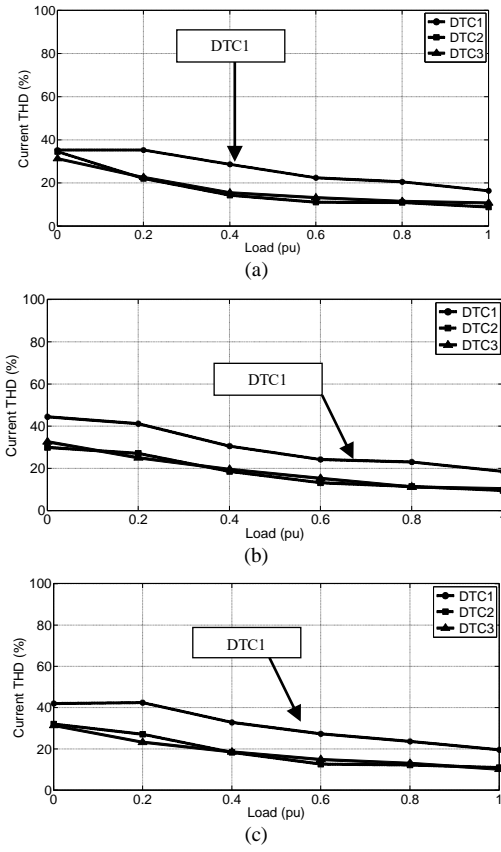 100
80
60
40
20
0
Current THD (%)
0 0.2 0.4 0.6 0.8 1
Load (pu)
DTC1
DTC1
DTC2
DTC3
(a)
100
80
60
40
20
0
Current THD (%)
0 0.2 0.4 0.6 0.8 1
Load (pu)
DTC1
DTC1
DTC2
DTC3
(b)
100
80
60
40
20
0
Current THD (%)
0 0.2 0.4 0.6 0.8 1
Load (pu)
DTC1
DTC1
DTC2
DTC3
(c)